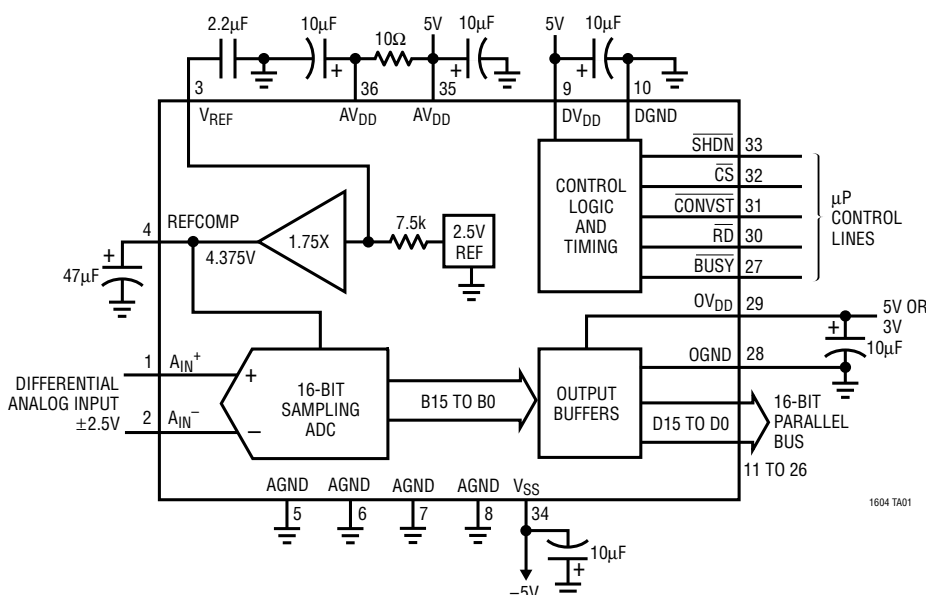 2.2µF
10µF
10Ω
5V
10µF
5V
10µF
+
+
+
3
36
35
9
10
VREF
AVDD
AVDD
DVDD
DGND
SHDN
33
CS
32
CONVST
31
RD
30
BUSY
27
µP
CONTROL
LINES
CONTROL
LOGIC
AND
TIMING
4
REFCOMP
4.375V
1.75X
7.5k
2.5V
REF
+
47µF
OVDD
29
5V OR
3V
+
10µF
OGND
28
1
AIN+
DIFFERENTIAL
ANALOG INPUT
±2.5V
2
AIN−
+
−
16-BIT
SAMPLING
ADC
B15 TO B0
OUTPUT
BUFFERS
D15 TO D0
16-BIT
PARALLEL
BUS
11 TO 26
AGND
AGND
AGND
AGND
VSS
5
6
7
8
34
10µF
+
−5V
1604 TA01